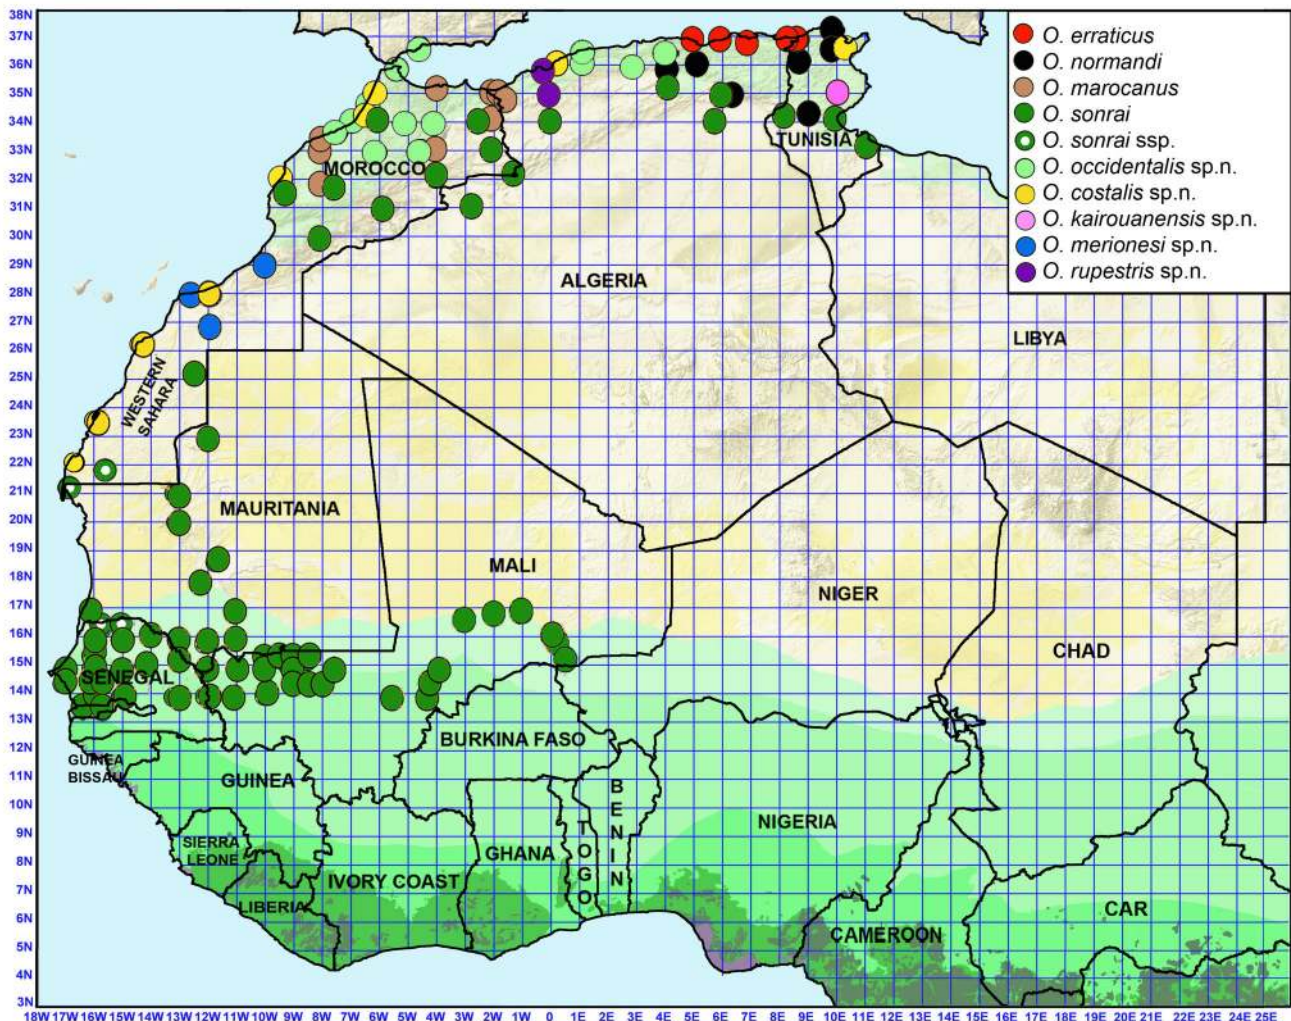 38N
37N
36N
35N
34N
33N
32N
31N
30N
29N
28N
27N
26N
25N
24N
23N
22N
21N
20N
19N
18N
17N
16N
15N
14N
13N
12N
11N
10N
9N
8N
7N
6N
5N
4N
3N
O. erraticus
O. normandi
O. marocanus
O. sonrai
O. sonrai ssp.
O. occidentalis sp.n.
O. costalis sp.n.
O. kairouanensis sp.n.
O. merionesi sp.n.
O. rupestris sp.n.
TUNISIA
MOROCCO
ALGERIA
LIBYA
WESTERN
SAHARA
MAURITANIA
MALI
NIGER
CHAD
SENEGAL
BURKINA FASO
GUINEA
BISSAU
GUINEA
BENIN
TOGO
NIGERIA
SIERRA
LEONE
GHANA
IVORY COAST
LIBERIA
CAR
CAMEROON
18W 17W 16W 15W 14W 13W 12W 11W 10W 9W 8W 7W 6W 5W 4W 3W 2W 1W 0 1E 2E 3E 4E 5E 6E 7E 8E 9E 10E 11E 12E 13E 14E 15E 16E 17E 18E 19E 20E 21E 22E 23E 24E 25E